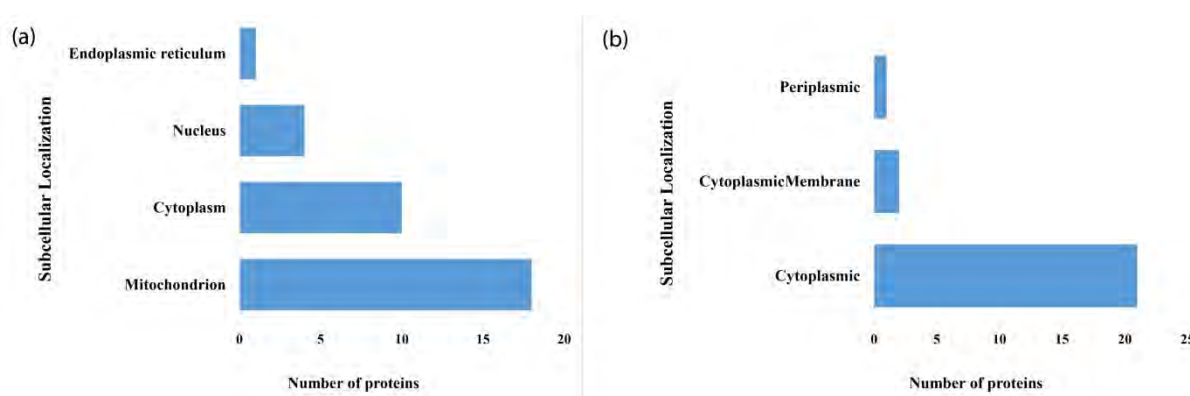 (a)
Subcellular Localization
Endoplasmic reticulum
Nucleus
Cytoplasm
Mitochondrion
0 5 10 15 20
Number of proteins
(b)
Subcellular Localization
Periplasmic
CytoplasmicMembrane
Cytoplasmic
0 5 10 15 20 25
Number of proteins